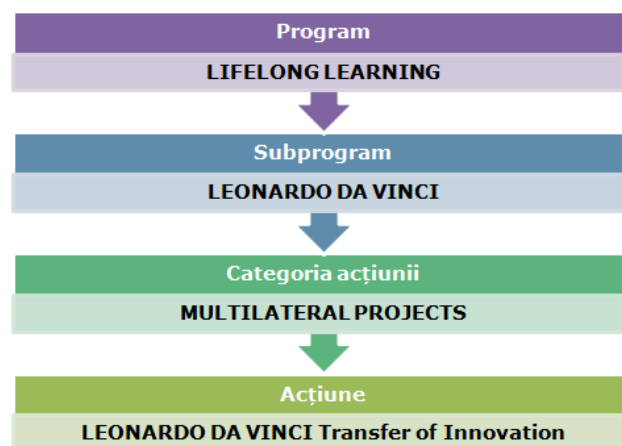 Program
LIFELONG LEARNING
Subprogram
LEONARDO DA VINCI
Categoria acțiunii
MULTILATERAL PROJECTS
Acțiune
LEONARDO DA VINCI Transfer of Innovation